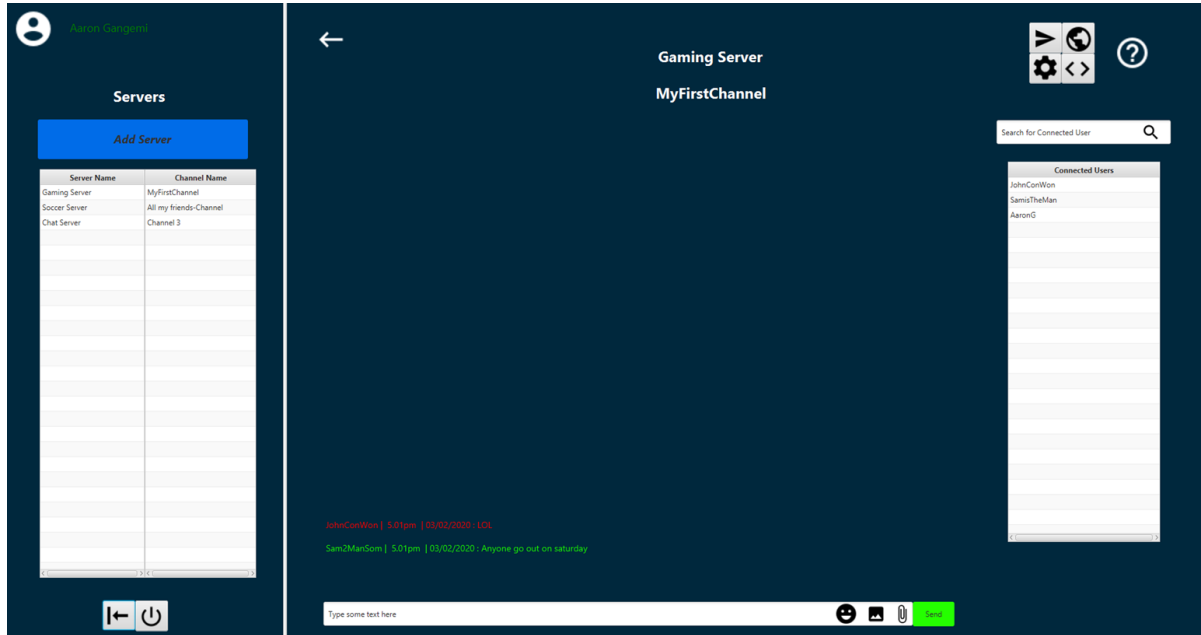 Aaron Gangemi
Servers
Add Server
Server Name Channel Name
Gaming Server MyFirstChannel
Soccer Server All my friends-Channel
Chat Server Channel 3
Gaming Server
MyFirstChannel
JohnConWon | 5.01pm | 03/02/2020 : LOL
Sam2ManSom | 5.01pm | 03/02/2020 : Anyone go out on saturday
Type some text here
Send
Search for Connected User
Connected Users
JohnConWon
SamisTheMan
AaronG